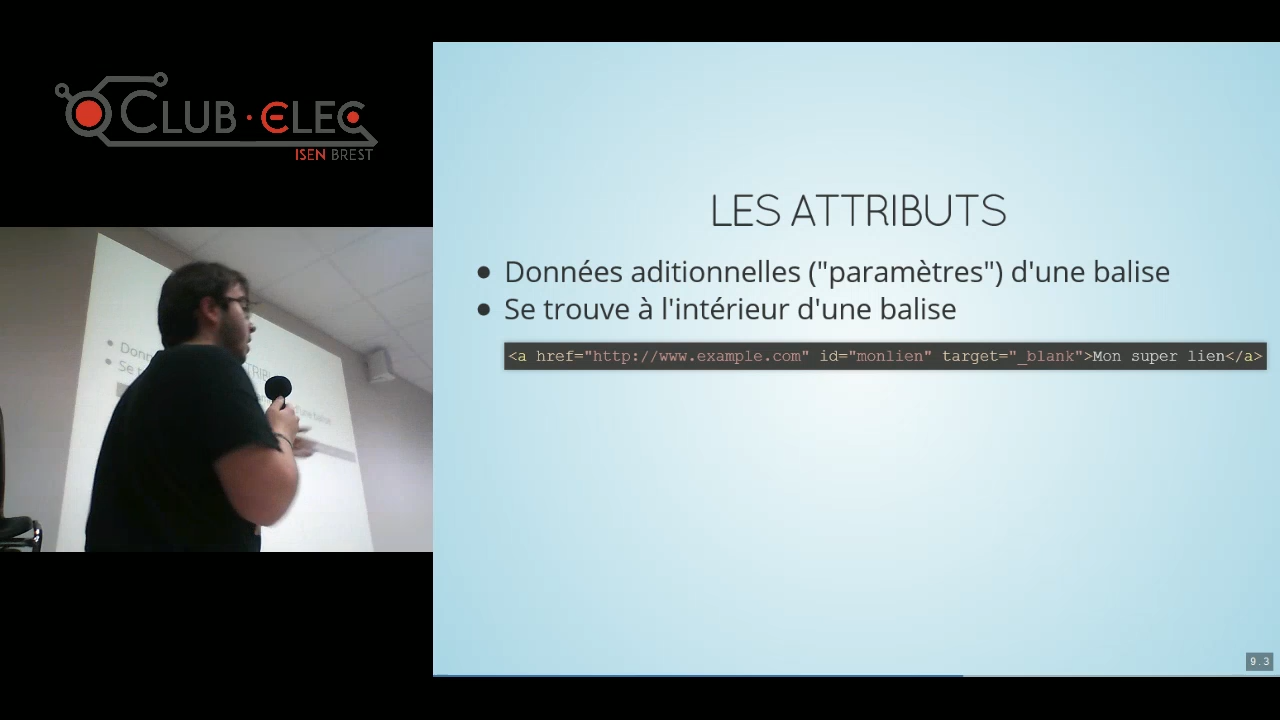 CLUB·ELEC
ISEN BREST
LES ATTRIBUTS
Données aditionnelles ("paramètres") d'une balise
Se trouve à l'intérieur d'une balise
<a href="http://www.example.com" id="monlien" target="_blank">Mon super lien</a>
9.3